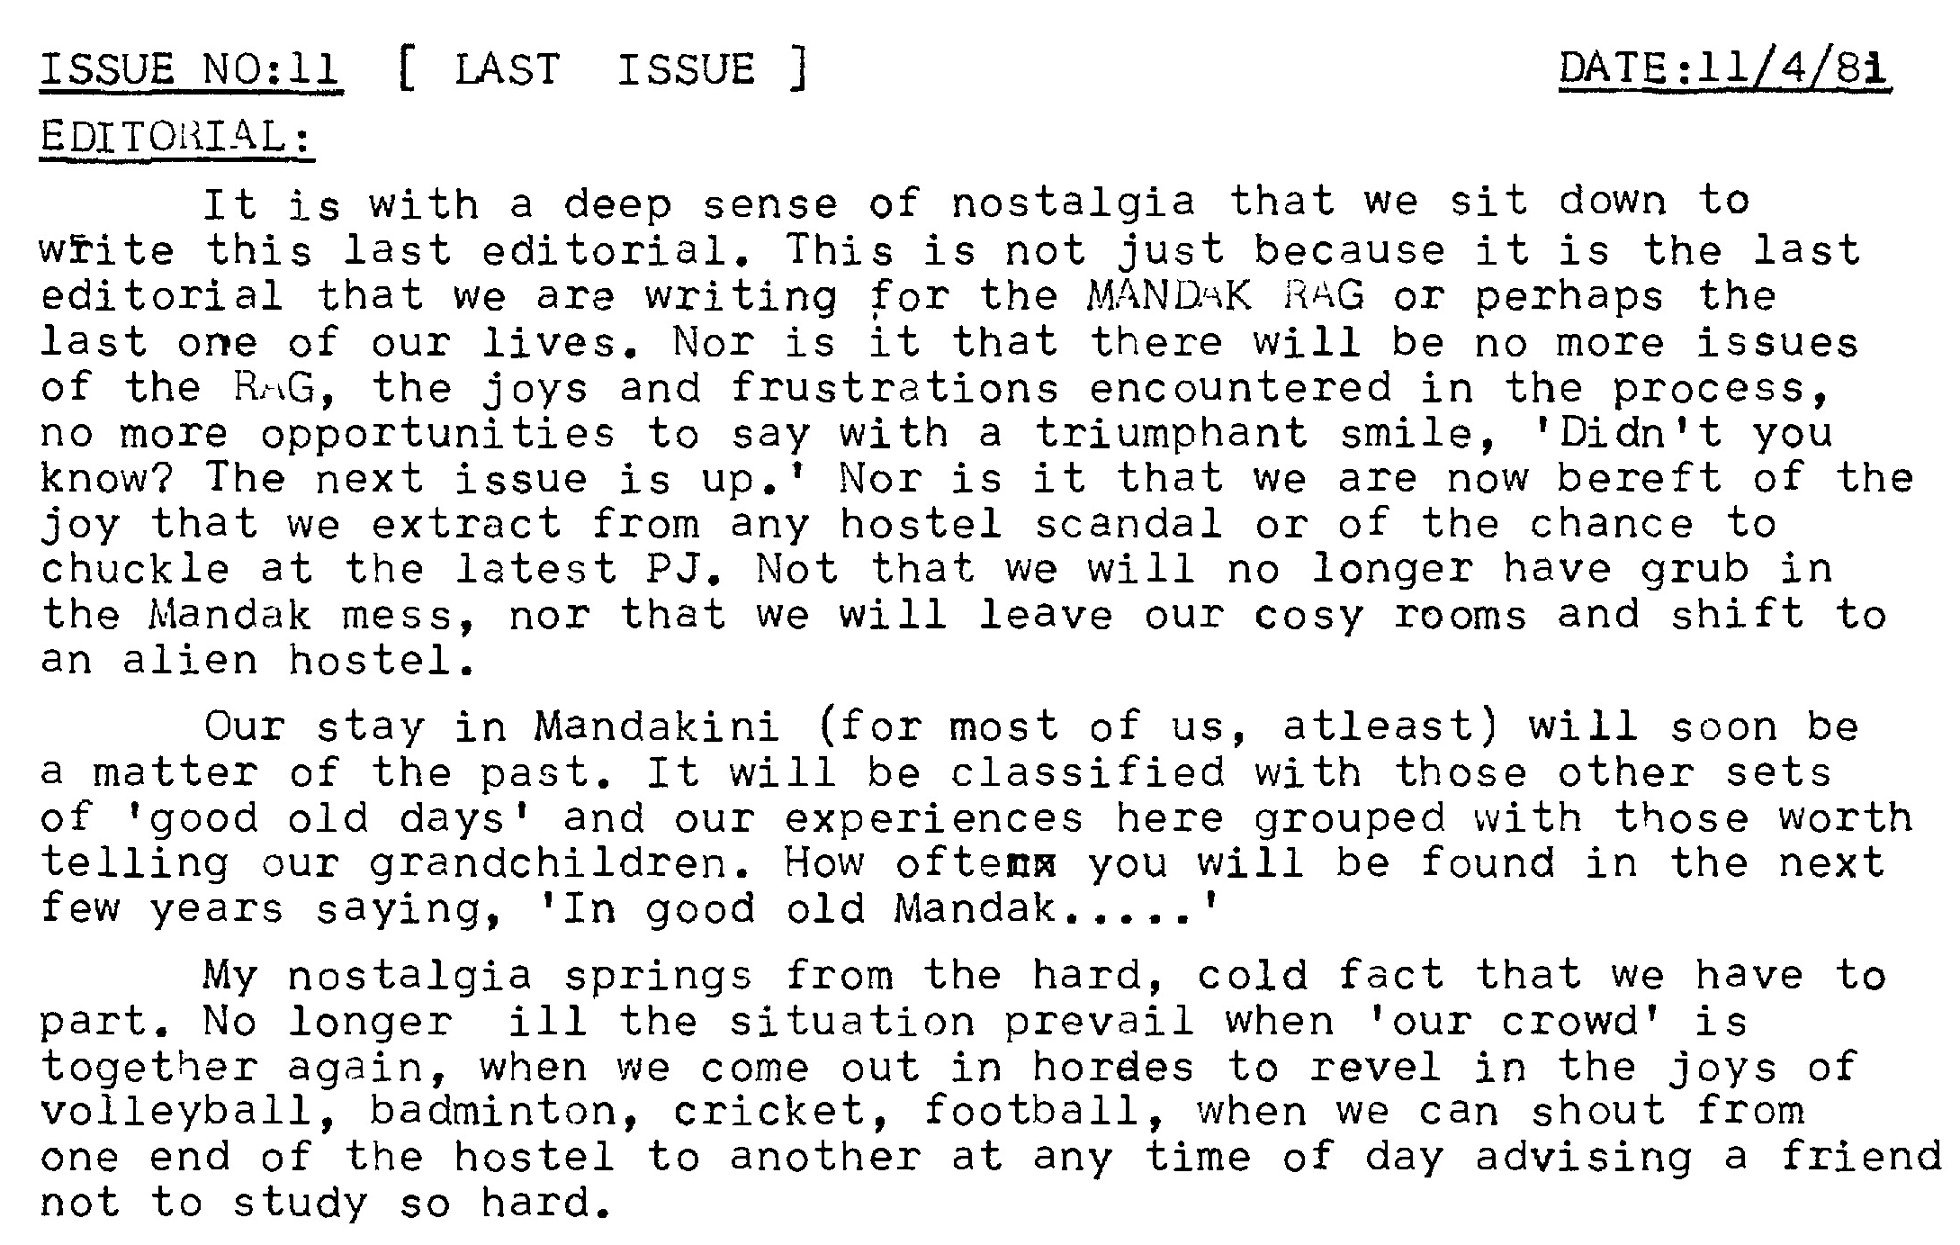 ISSUE NO:11 [ LAST ISSUE ] DATE:11/4/81
EDITORIAL:
It is with a deep sense of nostalgia that we sit down to
write this last editorial. This is not just because it is the last
editorial that we are writing for the MANDAK RAG or perhaps the
last one of our lives. Nor is it that there will be no more issues
of the RAG, the joys and frustrations encountered in the process,
no more opportunities to say with a triumphant smile, 'Didn't you
know? The next issue is up.' Nor is it that we are now bereft of the
joy that we extract from any hostel scandal or of the chance to
chuckle at the latest PJ. Not that we will no longer have grub in
the Mandak mess, nor that we will leave our cosy rooms and shift to
an alien hostel.
Our stay in Mandakini (for most of us, atleast) will soon be
a matter of the past. It will be classified with those other sets
of 'good old days' and our experiences here grouped with those worth
telling our grandchildren. How often you will be found in the next
few years saying, 'In good old Mandak.....'
My nostalgia springs from the hard, cold fact that we have to
part. No longer ill the situation prevail when 'our crowd' is
together again, when we come out in hordes to revel in the joys of
volleyball, badminton, cricket, football, when we can shout from
one end of the hostel to another at any time of day advising a friend
not to study so hard.